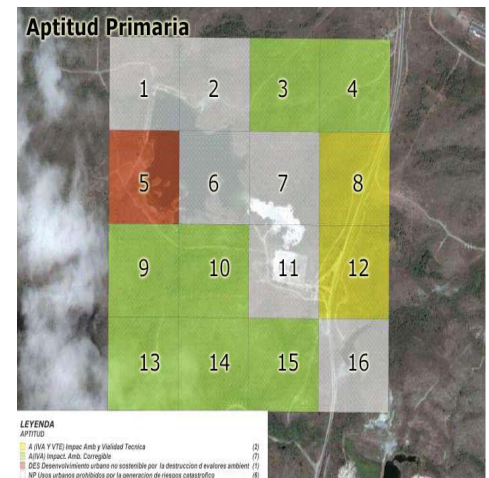 Aptitud Primaria
1 2 3 4
5 6 7 8
9 10 11 12
13 14 15 16
LEYENDA
APTITUD
A (IVA Y VTE) Impac Amb y Vialidad Tecnica (2)
A(IVA) Impact. Amb. Corregible (7)
DES Desenvolvimiento urbano no sostenible por la destruccion d evalores ambient (1)
NP Usos urbanos prohibidos por la generacion de riesgos catastrofico (6)